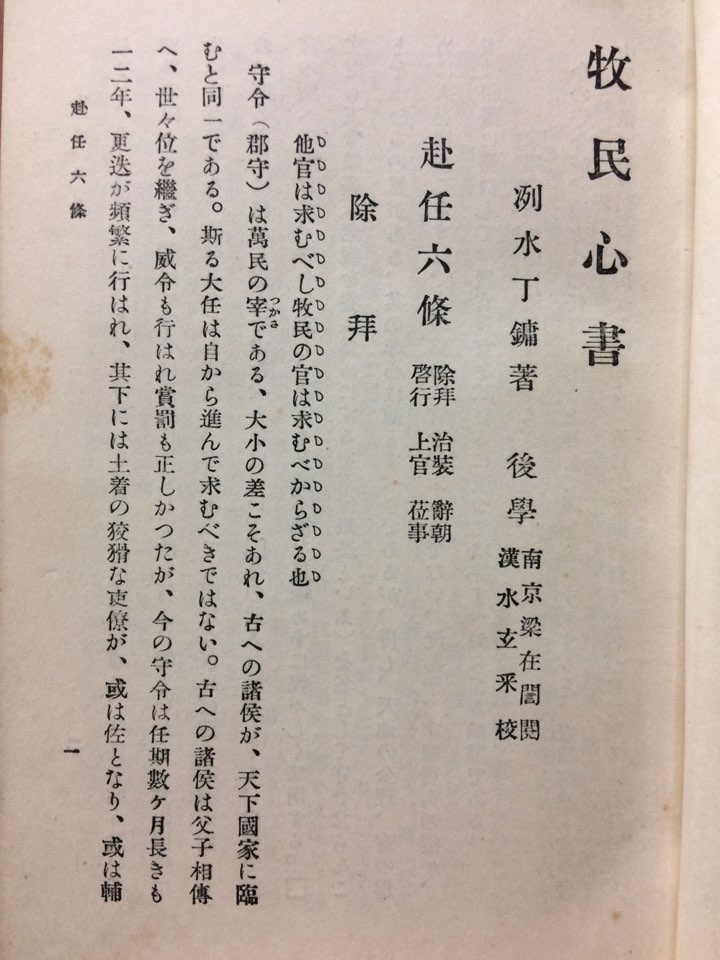 牧民心書
洌水丁鏞著 後學 南京梁在誾閱
漢水玄采校
赴任六條 除拜 治裝 辭朝
啓行 上官 莅事
除拜
他官は求むべし牧民の官は求むべからざる也
守令(郡守)は萬民の宰つかさである、大小の差こそあれ、古への諸侯が、天下國家に臨
むと同一である。斯る大任は自から進んで求むべきではない。古への諸侯は父子相傳
へ、世々位を繼ぎ、威令も行はれ賞罰も正しかつたが、今の守令は任期數ケ月長きも
一二年、更迭が頻繁に行はれ、其下には土着の狡猾な吏僚が、或は佐となり、或は輔
赴任六條
一